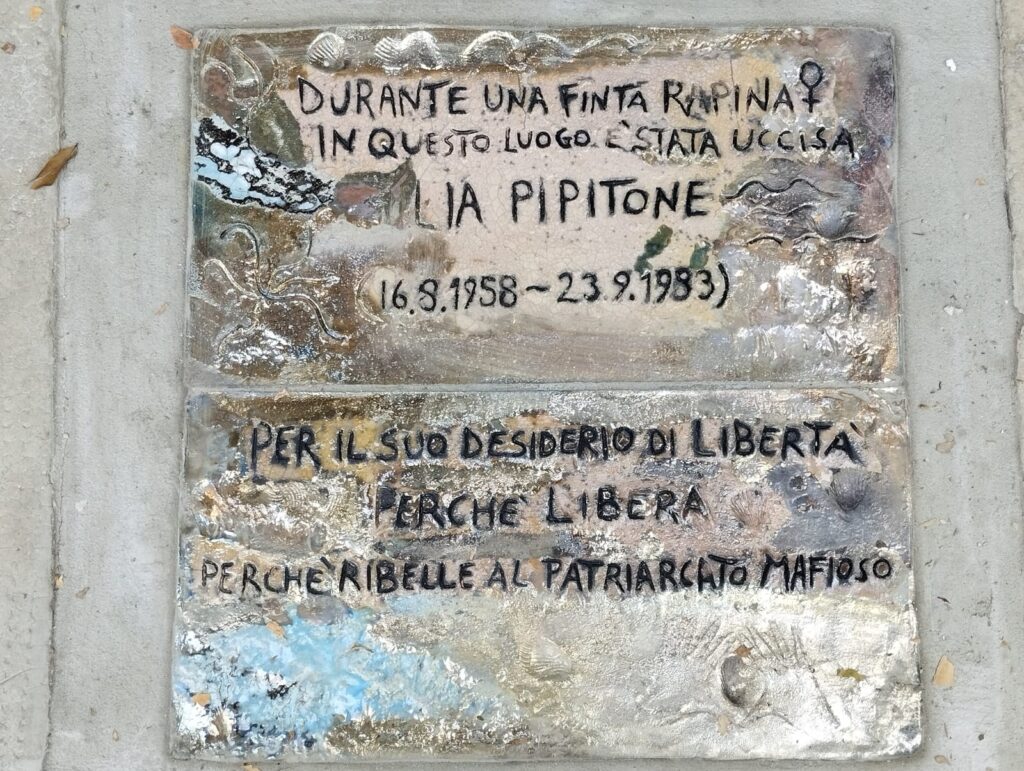 DURANTE UNA FINTA RAPINA♀
IN QUESTO LUOGO È STATA UCCISA
LIA PIPITONE
(16.8.1958~23.9.1983)
PER IL SUO DESIDERIO DI LIBERTÀ
PERCHÈ LIBERA
PERCHÈ RIBELLE AL PATRIARCATO MAFIOSO